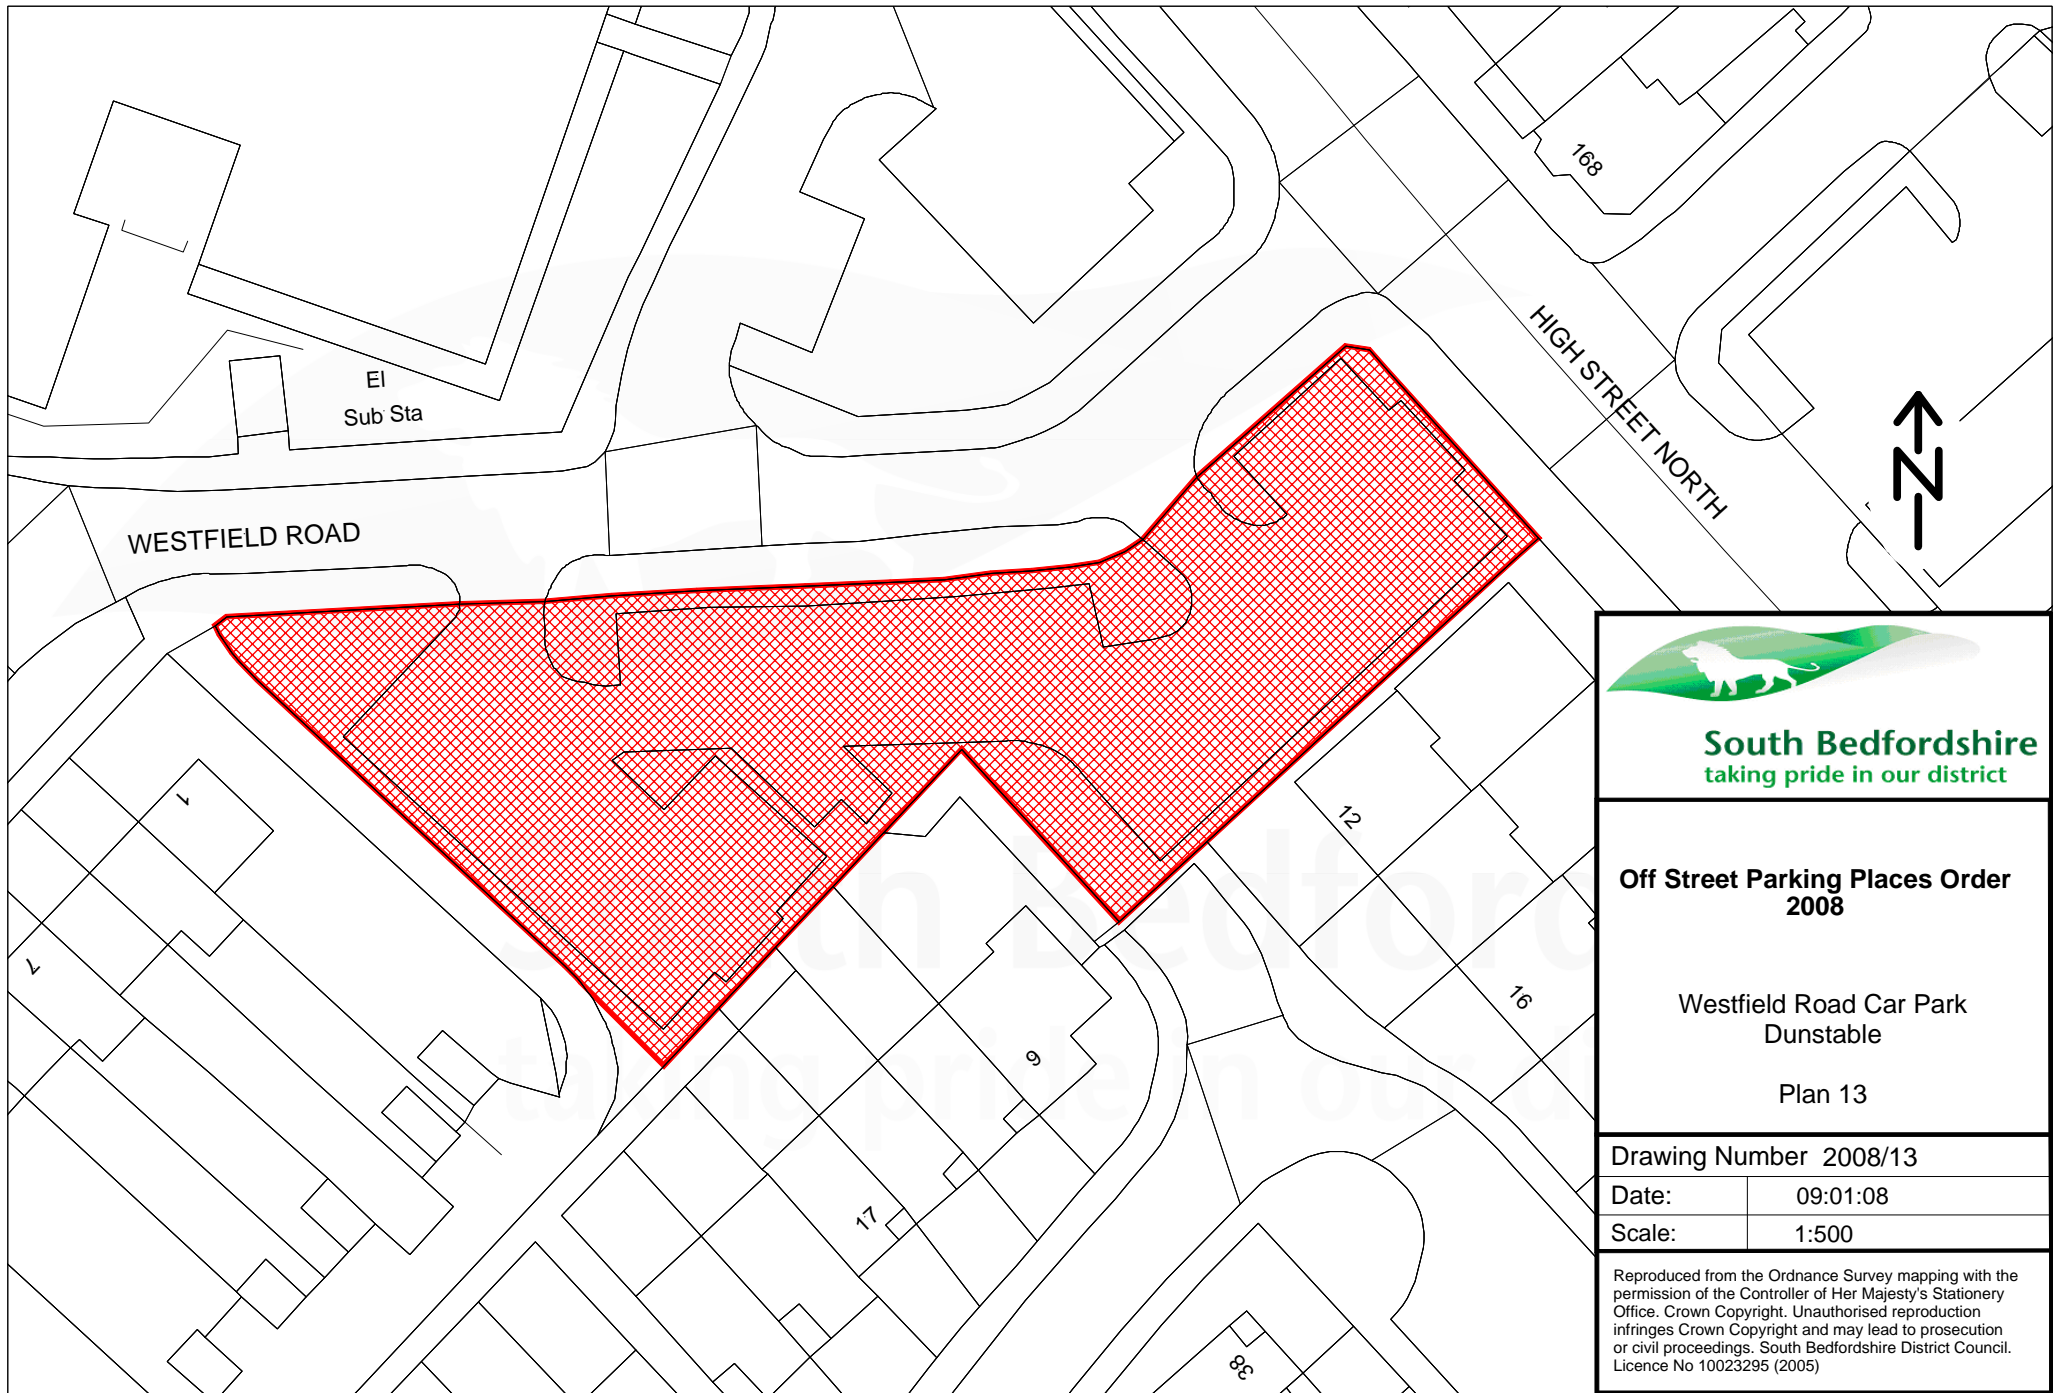 El
Sub Sta
WESTFIELD ROAD
HIGH STREET NORTH
168
N
1
7
12
16
9
17
38
South Bedfordshire
taking pride in our district
Off Street Parking Places Order
2008
Westfield Road Car Park
Dunstable
Plan 13
Drawing Number 2008/13
Date: 09:01:08
Scale: 1:500
Reproduced from the Ordnance Survey mapping with the
permission of the Controller of Her Majesty's Stationery
Office. Crown Copyright. Unauthorised reproduction
infringes Crown Copyright and may lead to prosecution
or civil proceedings. South Bedfordshire District Council.
Licence No 10023295 (2005)